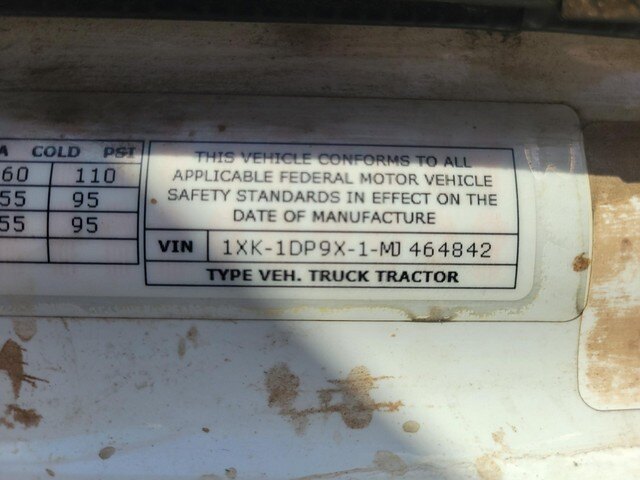 A COLD PSI
60 110
55 95
55 95
THIS VEHICLE CONFORMS TO ALL
APPLICABLE FEDERAL MOTOR VEHICLE
SAFETY STANDARDS IN EFFECT ON THE
DATE OF MANUFACTURE
VIN 1XK-1DP9X-1-MJ 464842
TYPE VEH. TRUCK TRACTOR